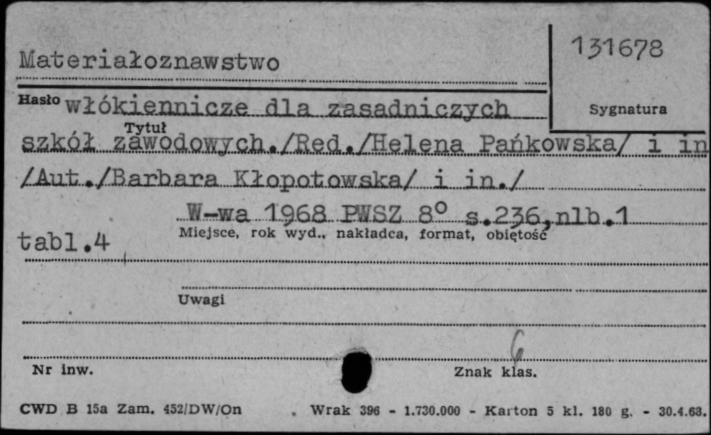 131678
Materiałoznawstwo
Hasło włókiennicze dla zasadniczych
Sygnatura
Tytuł
szkół zawodowych./Red./Helena Pańkowska/ i in
/Aut./Barbara Kłopotowska/ i in./
W-wa 1968 PWSZ 8° s.236,nlb.1
Miejsce, rok wyd., nakładca, format, objętość
tabl.4
Uwagi
6
Nr inw.
Znak klas.
CWD B 15a Zam. 452/DW/On . Wrak 396 - 1.730.000 - Karton 5 kl. 180 g. - 30.4.63.